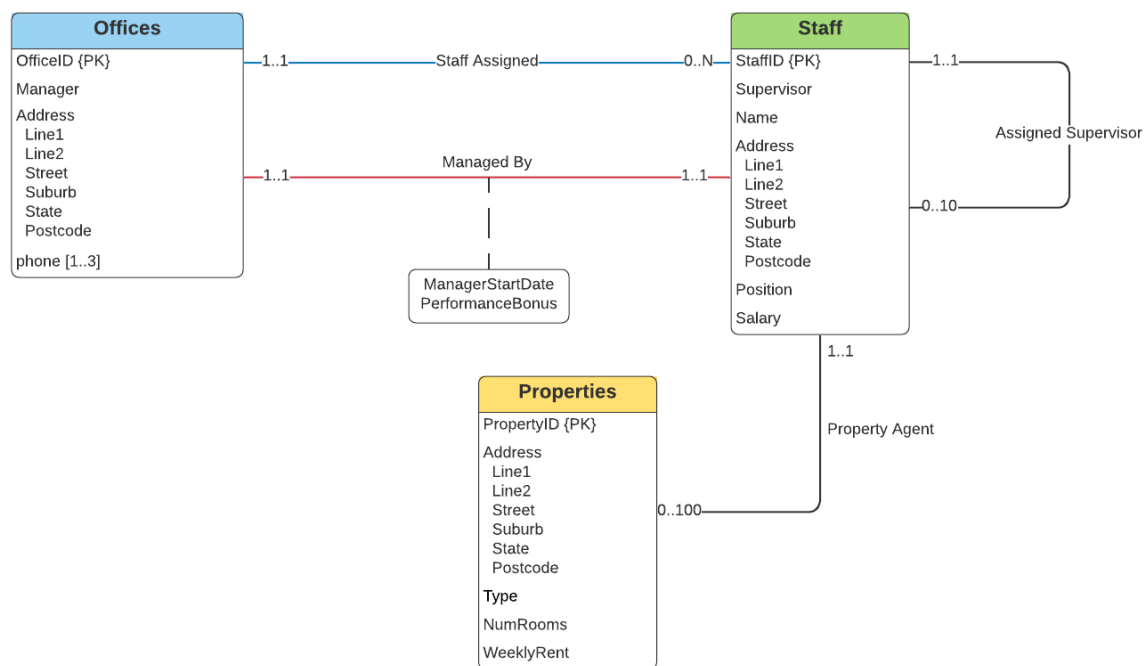 Offices
OfficeID {PK}
Manager
Address
Line1
Line2
Street
Suburb
State
Postcode
phone [1..3]
1..1
Staff Assigned
0..N
1..1
Managed By
1..1
ManagerStartDate
PerformanceBonus
Staff
StaffID {PK}
Supervisor
Name
Address
Line1
Line2
Street
Suburb
State
Postcode
Position
Salary
1..1
Assigned Supervisor
0..10
1..1
Property Agent
0..100
Properties
PropertyID {PK}
Address
Line1
Line2
Street
Suburb
State
Postcode
Type
NumRooms
WeeklyRent